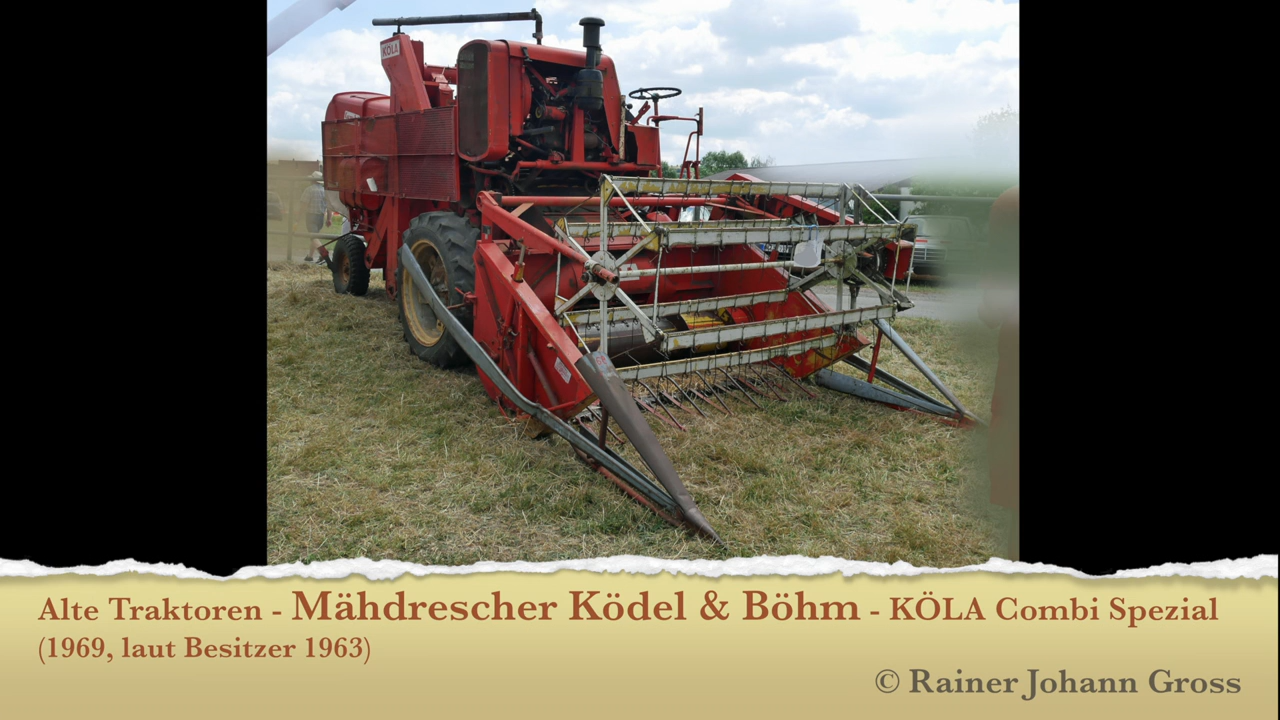 KÖLA
Alte Traktoren - Mähdrescher Ködel & Böhm - KÖLA Combi Spezial
(1969, laut Besitzer 1963)
© Rainer Johann Gross